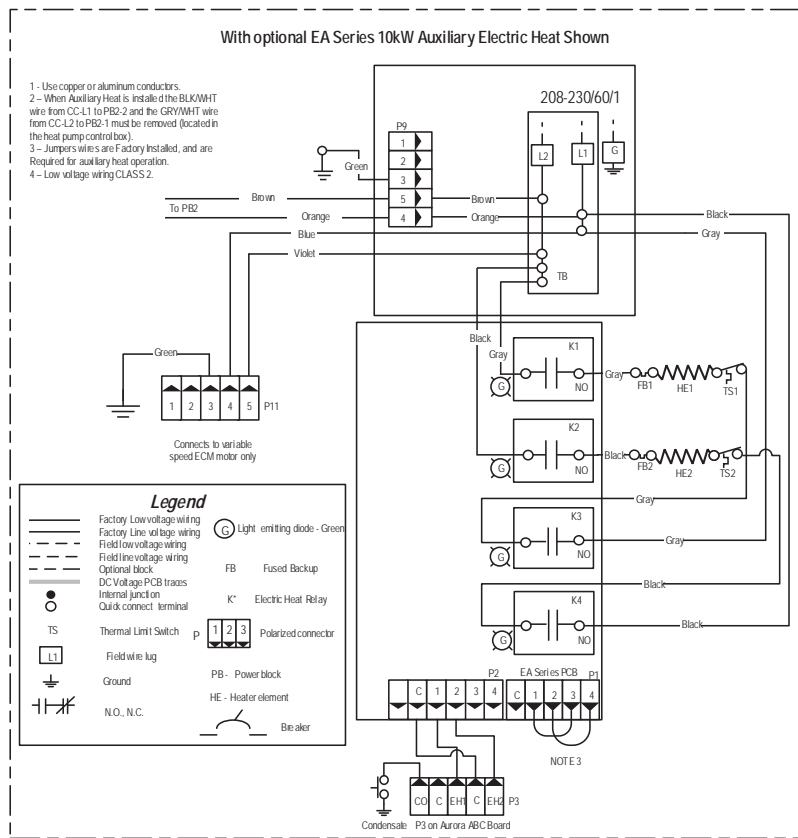 With optional EA Series 10kW Auxiliary Electric Heat Shown
1 - Use copper or aluminum conductors.
2 – When Auxiliary Heat is installed the BLK/WHT
wire from CC-L1 to PB2-2 and the GRY/WHT wire
from CC-L2 to PB2-1 must be removed (located in
the heat pump control box).
3 – Jumpers wires are Factory Installed, and are
Required for auxiliary heat operation.
4 – Low voltage wiring CLASS 2.
208-230/60/1
P9
1
2
3
5
4
L2
L1
G
Green
Brown
To PB2
Orange
Blue
Violet
Brown
Orange
Black
Gray
TB
Black
Gray
Green
1 2 3 4 5 P11
Connects to variable
speed ECM motor only
K1
G
NO
Gray
FB1
HE1
TS1
K2
G
NO
Black
FB2
HE2
TS2
Gray
K3
G
NO
Gray
Black
K4
G
NO
Black
P2
C 1 2 3 4
EA Series PCB
P1
C 1 2 3 4
NOTE 3
CO C EH1 C EH2 P3
Condensate
P3 on Aurora ABC Board
Legend
Factory Low voltage wiring
Factory Line voltage wiring
Field low voltage wiring
Field line voltage wiring
Optional block
DC Voltage PCB traces
Internal junction
Quick connect terminal
TS Thermal Limit Switch
L1 Field wire lug
Ground
N.O., N.C.
G Light emitting diode - Green
FB Fused Backup
K* Electric Heat Relay
P 1 2 3 Polarized connector
PB - Power block
HE - Heater element
Breaker